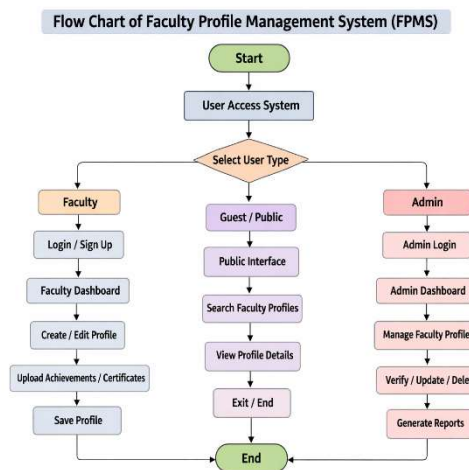 Flow Chart of Faculty Profile Management System (FPMS)
Start
User Access System
Select User Type
Faculty
Login / Sign Up
Faculty Dashboard
Create / Edit Profile
Upload Achievements / Certificates
Save Profile
Guest / Public
Public Interface
Search Faculty Profiles
View Profile Details
Exit / End
Admin
Admin Login
Admin Dashboard
Manage Faculty Profile
Verify / Update / Dele
Generate Reports
End